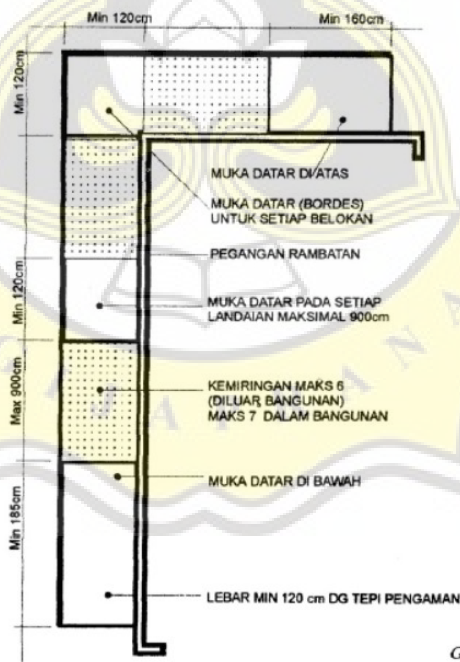 Min 120cm
Min 160cm
Min 120cm
MUKA DATAR DI ATAS
MUKA DATAR (BORDES)
UNTUK SETIAP BELOKAN
PEGANGAN RAMBATAN
Min 120cm
MUKA DATAR PADA SETIAP
LANDAIAN MAKSIMAL 900cm
Max 900cm
KEMIRINGAN MAKS 6
(DILUAR BANGUNAN)
MAKS 7 DALAM BANGUNAN
MUKA DATAR DI BAWAH
Min 185cm
LEBAR MIN 120 cm DG TEPI PENGAMAN
G